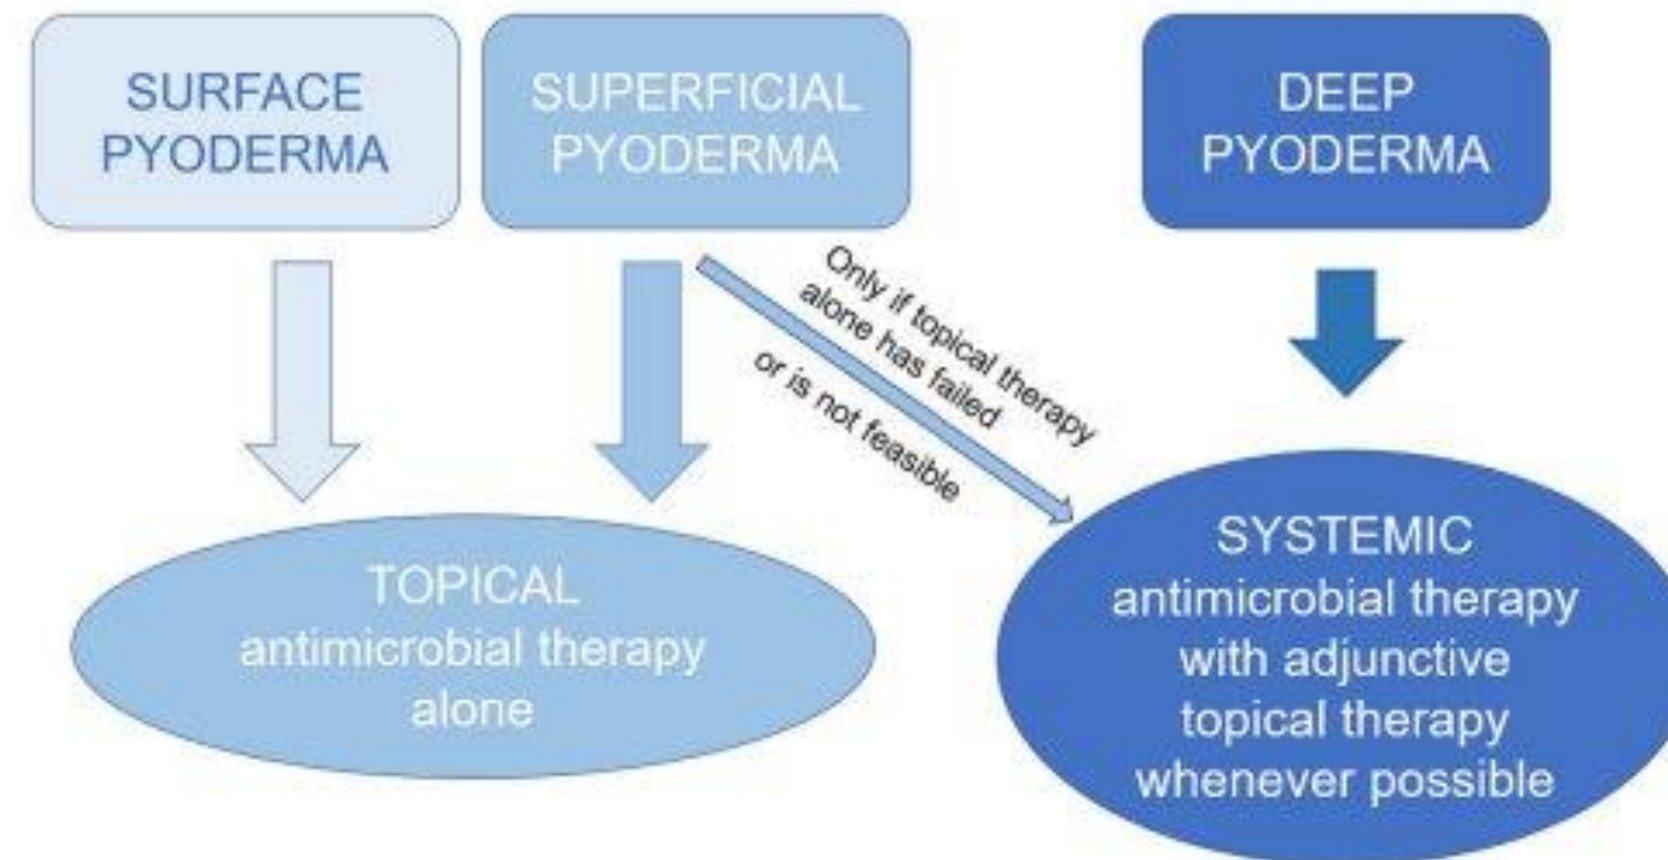 SURFACE
PYODERMA
SUPERFICIAL
PYODERMA
DEEP
PYODERMA
Only if topical therapy
alone has failed
or is not feasible
TOPICAL
antimicrobial therapy
alone
SYSTEMIC
antimicrobial therapy
with adjunctive
topical therapy
whenever possible